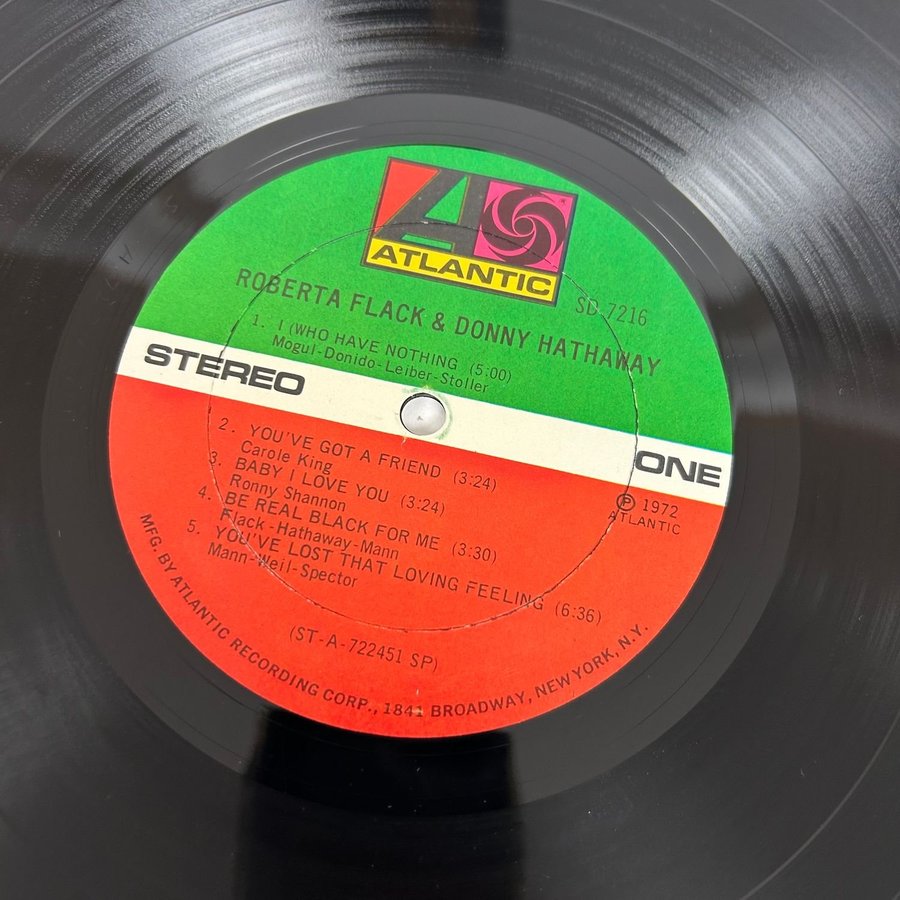 A
ATLANTIC
SD 7216
ROBERTA FLACK & DONNY HATHAWAY
1. I (WHO HAVE NOTHING (5:00)
Mogul-Donido-Leiber-Stoller
STEREO
ONE
2. YOU'VE GOT A FRIEND (3:24)
Carole King
3. BABY I LOVE YOU (3:24)
Ronny Shannon
4. BE REAL BLACK FOR ME (3:30)
Flack-Hathaway-Mann
5. YOU'VE LOST THAT LOVING FEELING (6:36)
Mann-Weil-Spector
℗ 1972
ATLANTIC
(ST-A-722451 SP)
MFG. BY ATLANTIC RECORDING CORP., 1841 BROADWAY, NEW YORK, N.Y.